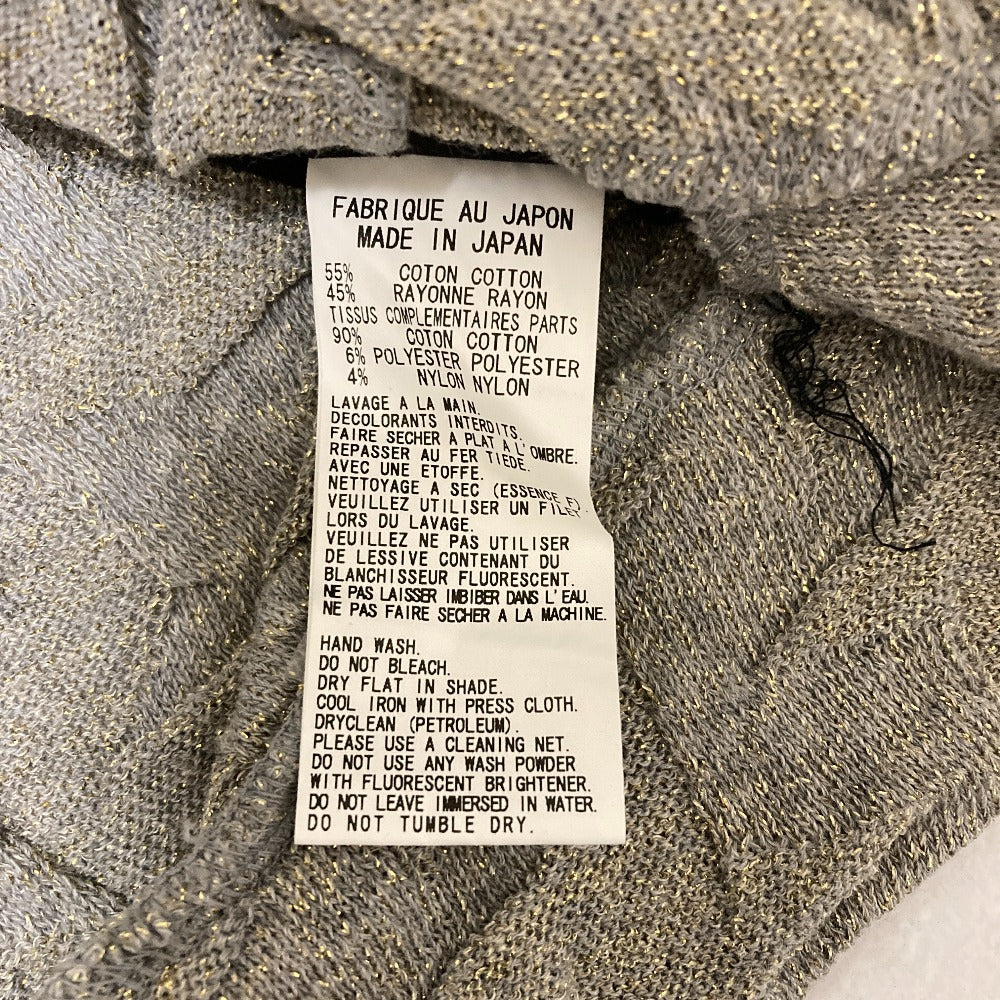 FABRIQUE AU JAPON
MADE IN JAPAN
55% COTON COTTON
45% RAYONNE RAYON
TISSUS COMPLEMENTAIRES PARTS
90% COTON COTTON
6% POLYESTER POLYESTER
4% NYLON NYLON
LAVAGE A LA MAIN.
DECOLORANTS INTERDITS.
FAIRE SECHER A PLAT A L'OMBRE.
REPASSER AU FER TIEDE.
AVEC UNE ETOFFE.
NETTOYAGE A SEC (ESSENCE F).
VEUILLEZ UTILISER UN
LORS DU LAVAGE.
VEUILLEZ NE PAS UTILISER
DE LESSIVE CONTENANT DU
BLANCHISSEUR FLUORESCENT.
NE PAS LAISSER IMBIBER DANS L'EAU.
NE PAS FAIRE SECHER A LA MACHINE.
HAND WASH.
DO NOT BLEACH.
DRY FLAT IN SHADE.
COOL IRON WITH PRESS CLOTH.
DRYCLEAN (PETROLEUM).
PLEASE USE A CLEANING NET.
DO NOT USE ANY WASH POWDER
WITH FLUORESCENT BRIGHTENER.
DO NOT LEAVE IMMERSED IN WATER.
DO NOT TUMBLE DRY.